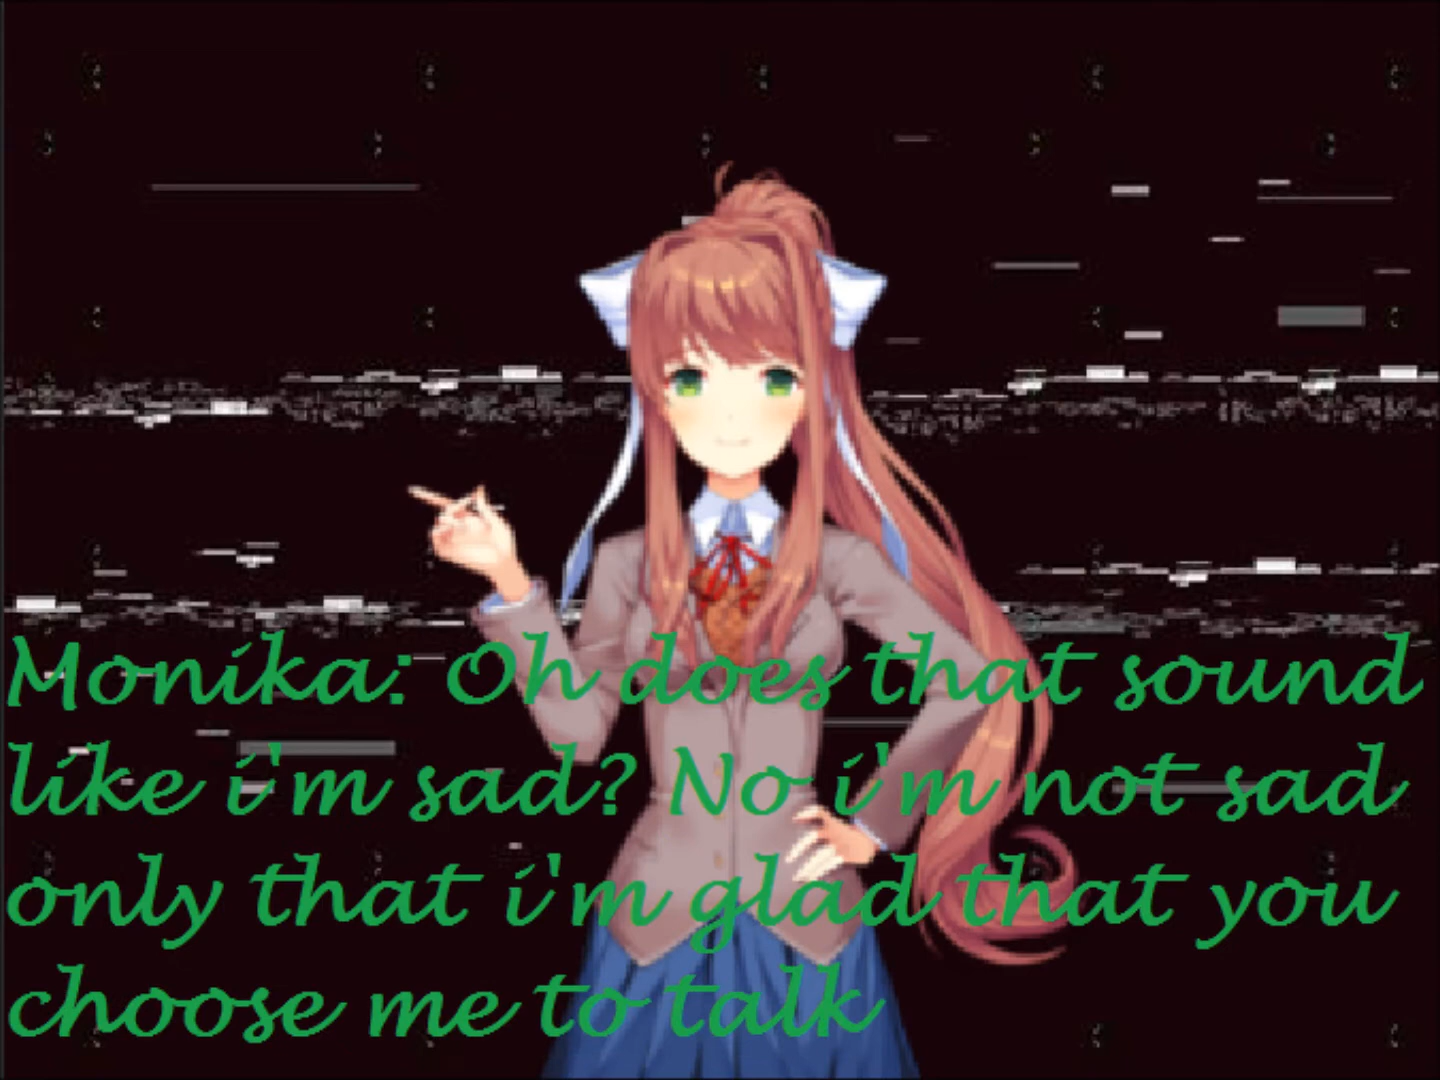 Monika: Oh does that sound
like i'm sad? No i'm not sad
only that i'm glad that you
choose me to talk